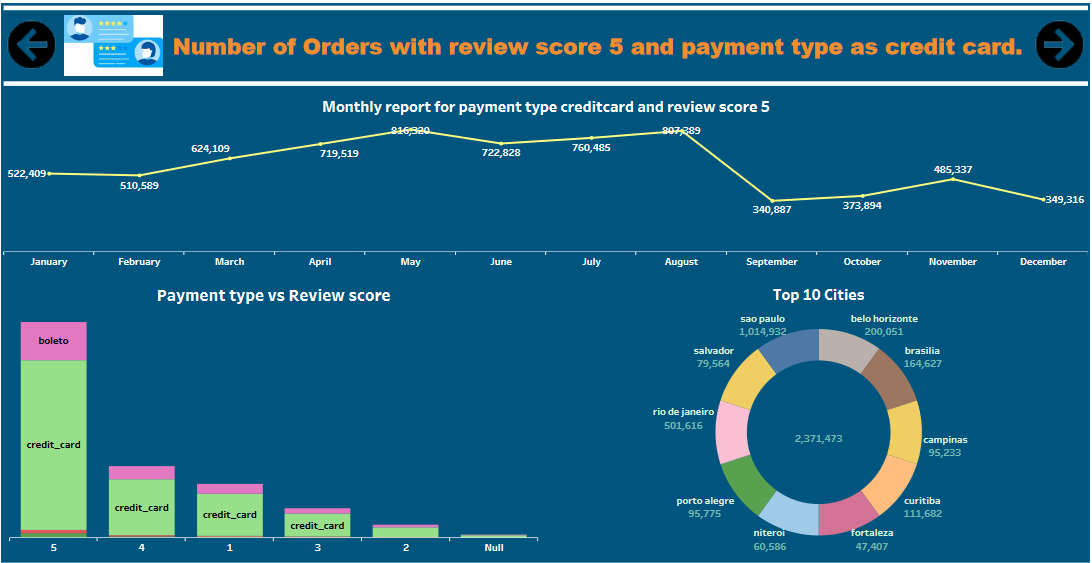 Number of Orders with review score 5 and payment type as credit card.
Monthly report for payment type creditcard and review score 5
522,409
510,589
624,109
719,519
816,320
722,828
760,485
807,389
340,887
373,894
485,337
349,316
January February March April May June July August September October November December
Payment type vs Review score
boleto
credit_card
credit_card
credit_card
credit_card
5 4 1 3 2 Null
Top 10 Cities
sao paulo
1,014,932
belo horizonte
200,051
salvador
79,564
brasilia
164,627
rio de janeiro
501,616
2,371,473
campinas
95,233
porto alegre
95,775
curitiba
111,682
niteroi
60,586
fortaleza
47,407